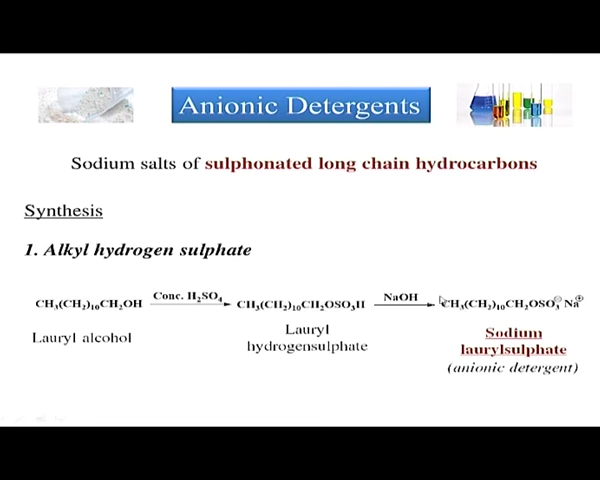 Anionic Detergents
Sodium salts of sulphonated long chain hydrocarbons
Synthesis
1. Alkyl hydrogen sulphate
CH₃(CH₂)₁₀CH₂OH  Conc. H₂SO₄ →  CH₃(CH₂)₁₀CH₂OSO₃H  NaOH →  CH₃(CH₂)₁₀CH₂OSO₃⊖ Na⊕
Lauryl alcohol  Lauryl  Sodium
hydrogensulphate  laurylsulphate
(anionic detergent)